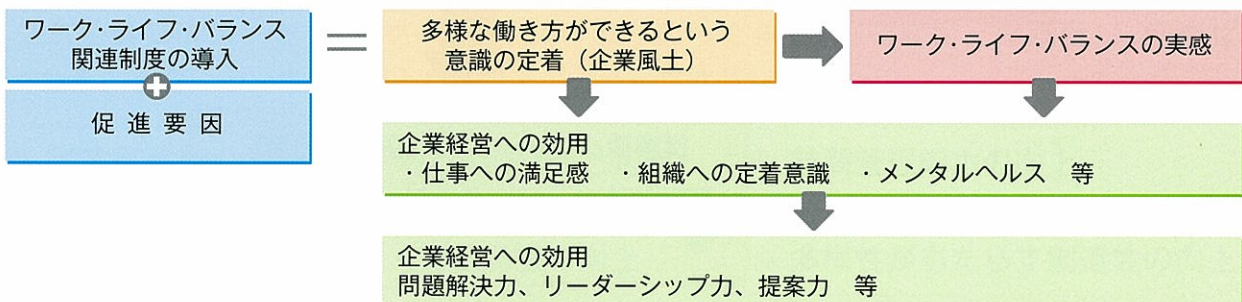 ワーク・ライフ・バランス
関連制度の導入
促進要因
多様な働き方ができるという
意識の定着（企業風土）
ワーク・ライフ・バランスの実感
企業経営への効用
・仕事への満足感　・組織への定着意識　・メンタルヘルス　等
企業経営への効用
問題解決力、リーダーシップ力、提案力　等